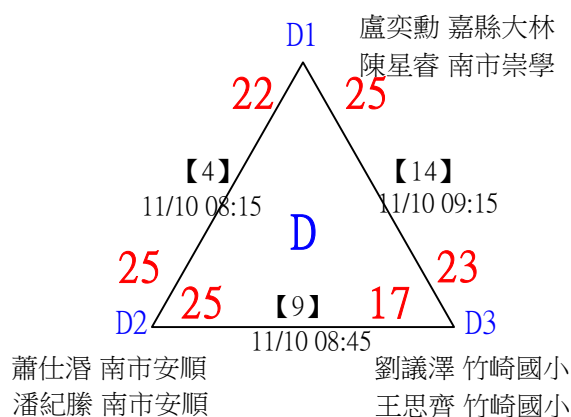 D1
盧奕勳 嘉縣大林
陳星睿 南市崇學
22
25
【4】
11/10 08:15
【14】
11/10 09:15
D
25
23
25
【9】
17
D2
11/10 08:45
D3
蕭仕湣 南市安順
潘紀縢 南市安順
劉議澤 竹崎國小
王思齊 竹崎國小